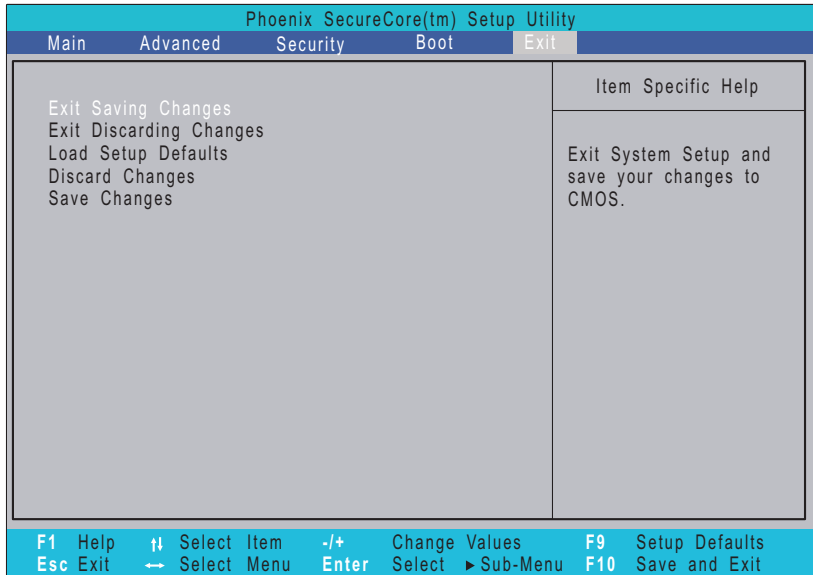 Phoenix SecureCore(tm) Setup Utility
Main Advanced Security Boot Exit
Exit Saving Changes
Exit Discarding Changes
Load Setup Defaults
Discard Changes
Save Changes
Item Specific Help
Exit System Setup and
save your changes to
CMOS.
F1 Help ↑↓ Select Item -/+ Change Values F9 Setup Defaults
Esc Exit ↔ Select Menu Enter Select ▶ Sub-Menu F10 Save and Exit